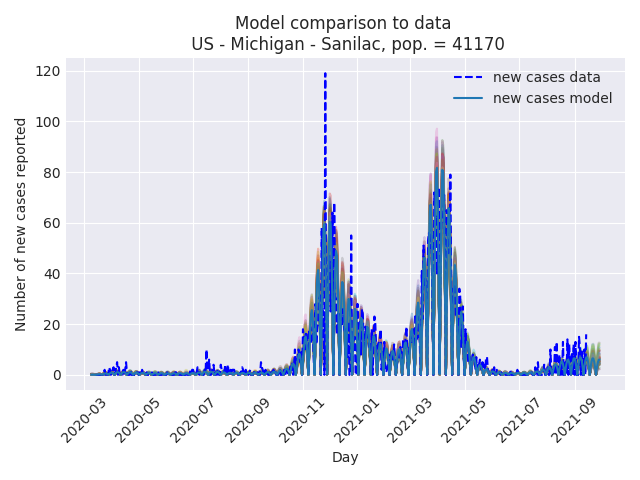 Model comparison to data
US - Michigan - Sanilac, pop. = 41170
new cases data
new cases model
Number of new cases reported
120
100
80
60
40
20
0
2020-03
2020-05
2020-07
2020-09
2020-11
2021-01
2021-03
2021-05
2021-07
2021-09
Day